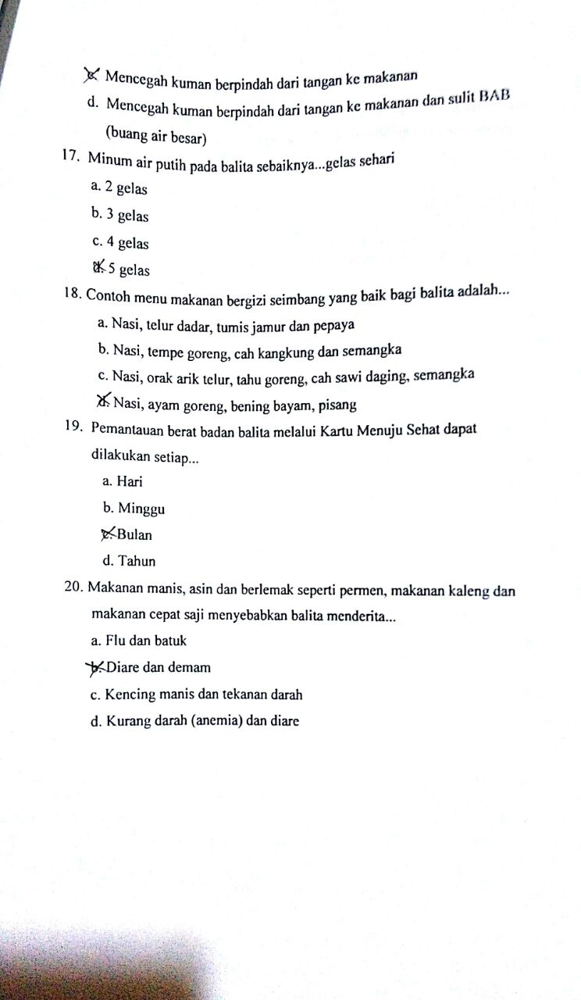 Mencegah kuman berpindah dari tangan ke makanan
d. Mencegah kuman berpindah dari tangan ke makanan dan sulit BAB
(buang air besar)
17. Minum air putih pada balita sebaiknya...gelas sehari
a. 2 gelas
b. 3 gelas
c. 4 gelas
d. 5 gelas
18. Contoh menu makanan bergizi seimbang yang baik bagi balita adalah...
a. Nasi, telur dadar, tumis jamur dan pepaya
b. Nasi, tempe goreng, cah kangkung dan semangka
c. Nasi, orak arik telur, tahu goreng, cah sawi daging, semangka
d. Nasi, ayam goreng, bening bayam, pisang
19. Pemantauan berat badan balita melalui Kartu Menuju Sehat dapat
dilakukan setiap...
a. Hari
b. Minggu
c. Bulan
d. Tahun
20. Makanan manis, asin dan berlemak seperti permen, makanan kaleng dan
makanan cepat saji menyebabkan balita menderita...
a. Flu dan batuk
b. Diare dan demam
c. Kencing manis dan tekanan darah
d. Kurang darah (anemia) dan diare